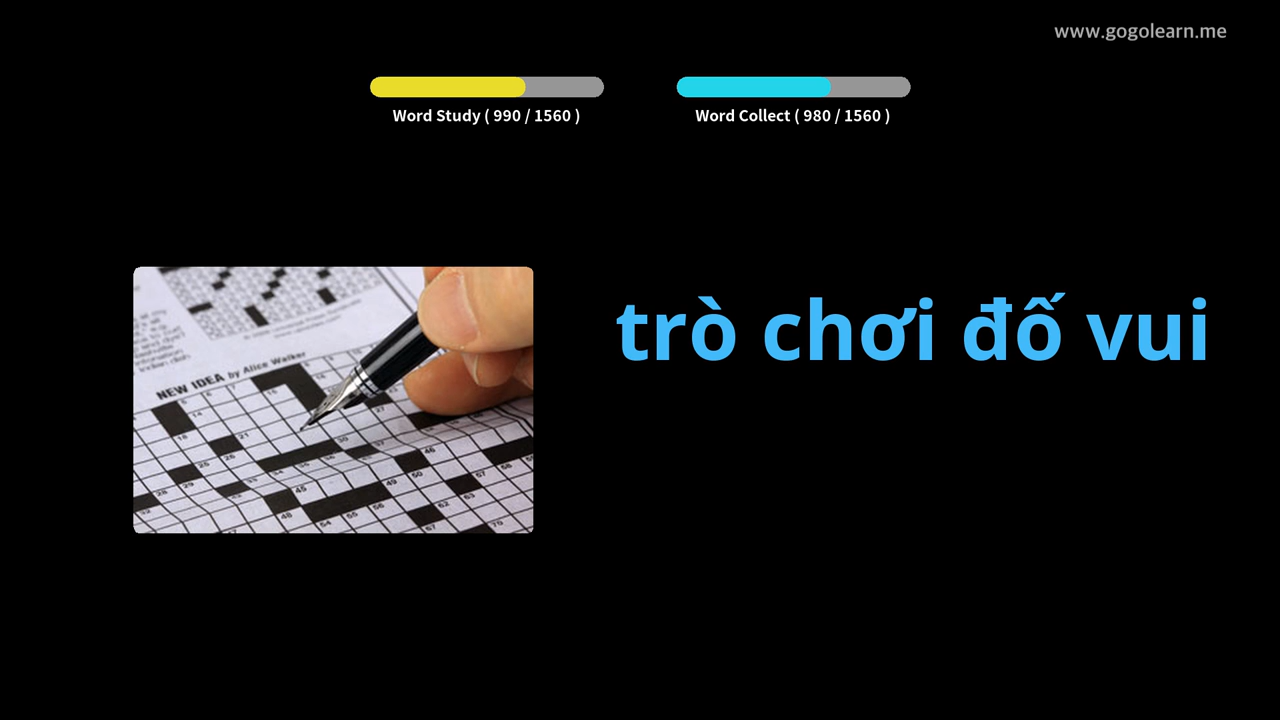 www.gogolearn.me
Word Study ( 990 / 1560 )
Word Collect ( 980 / 1560 )
trò chơi đố vui
NEW IDEA by Alice Walker